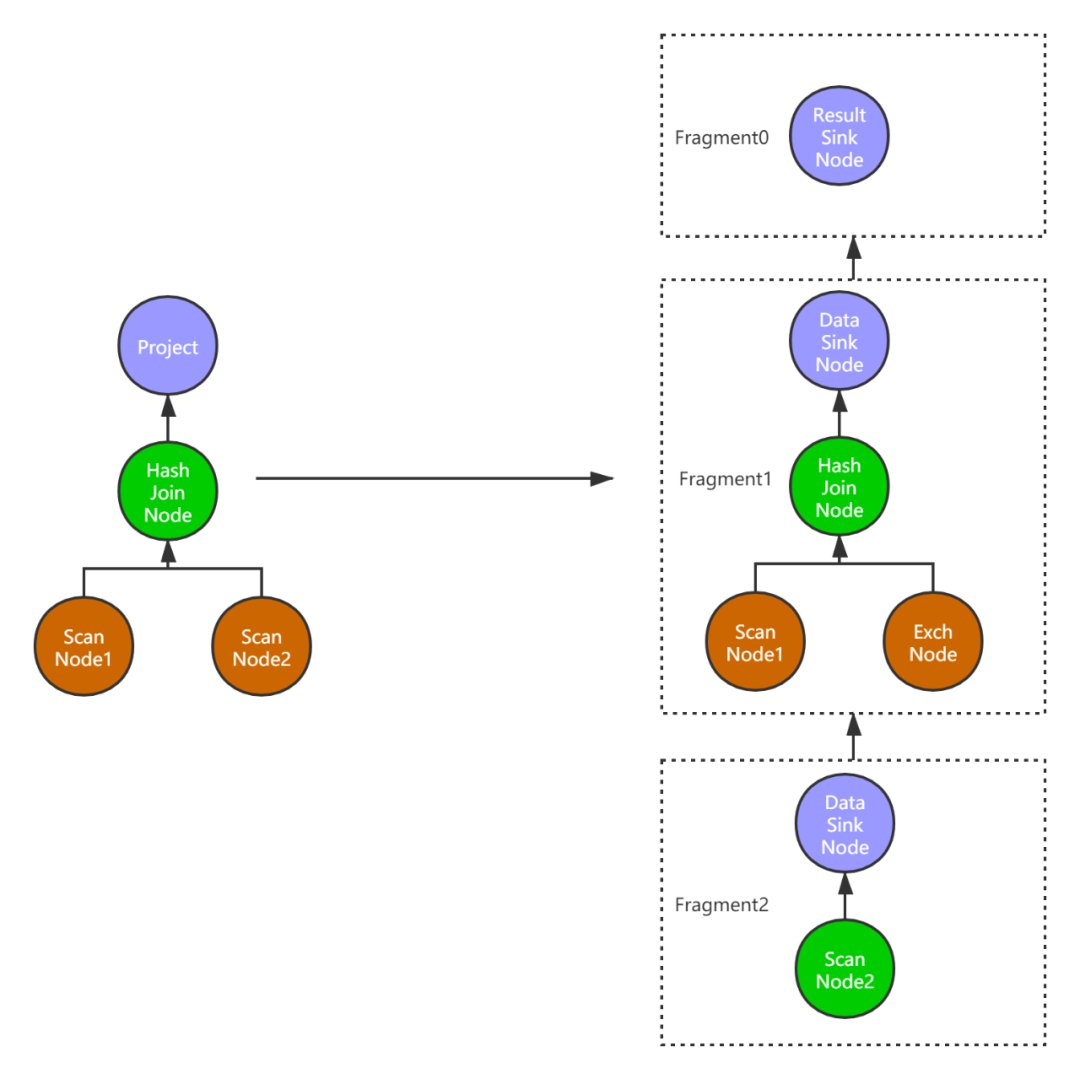 Project
Hash
Join
Node
Scan
Node1
Scan
Node2
Fragment0
Result
Sink
Node
Fragment1
Data
Sink
Node
Hash
Join
Node
Scan
Node1
Exch
Node
Fragment2
Data
Sink
Node
Scan
Node2